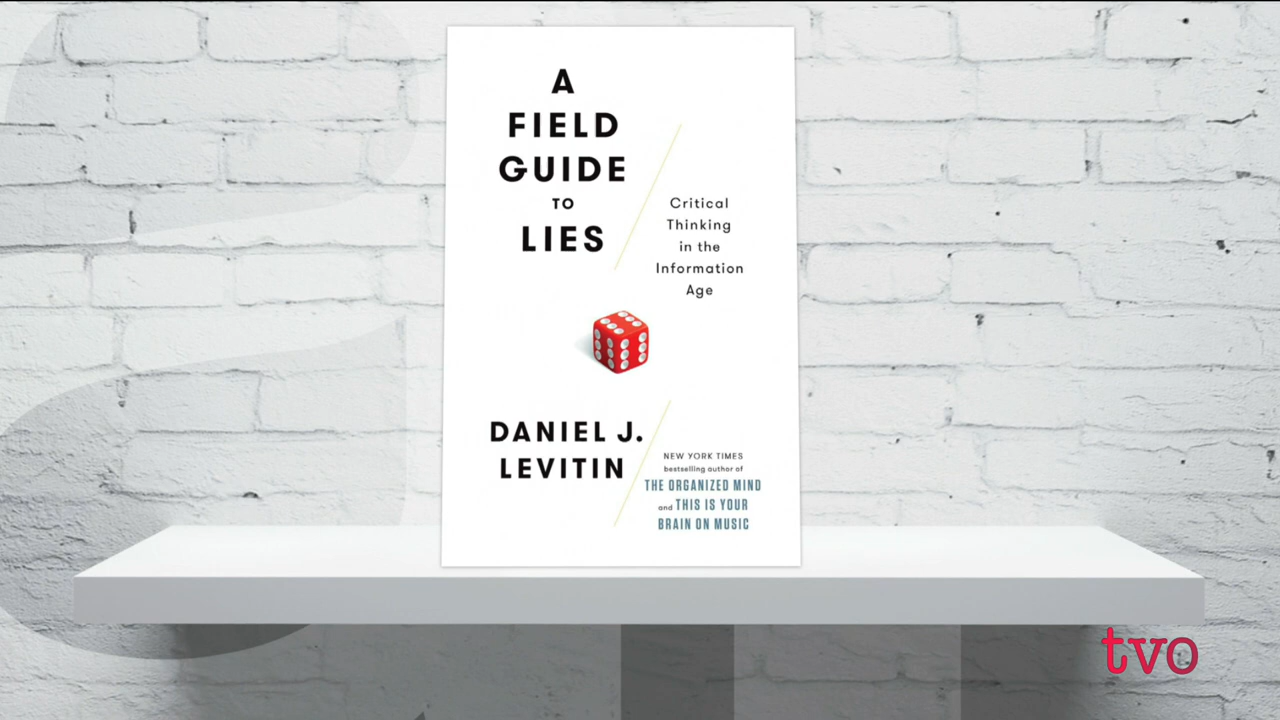 A
FIELD
GUIDE
TO
LIES
Critical
Thinking
in the
Information
Age
DANIEL J.
LEVITIN
NEW YORK TIMES
bestselling author of
THE ORGANIZED MIND
and THIS IS YOUR
BRAIN ON MUSIC
tvo